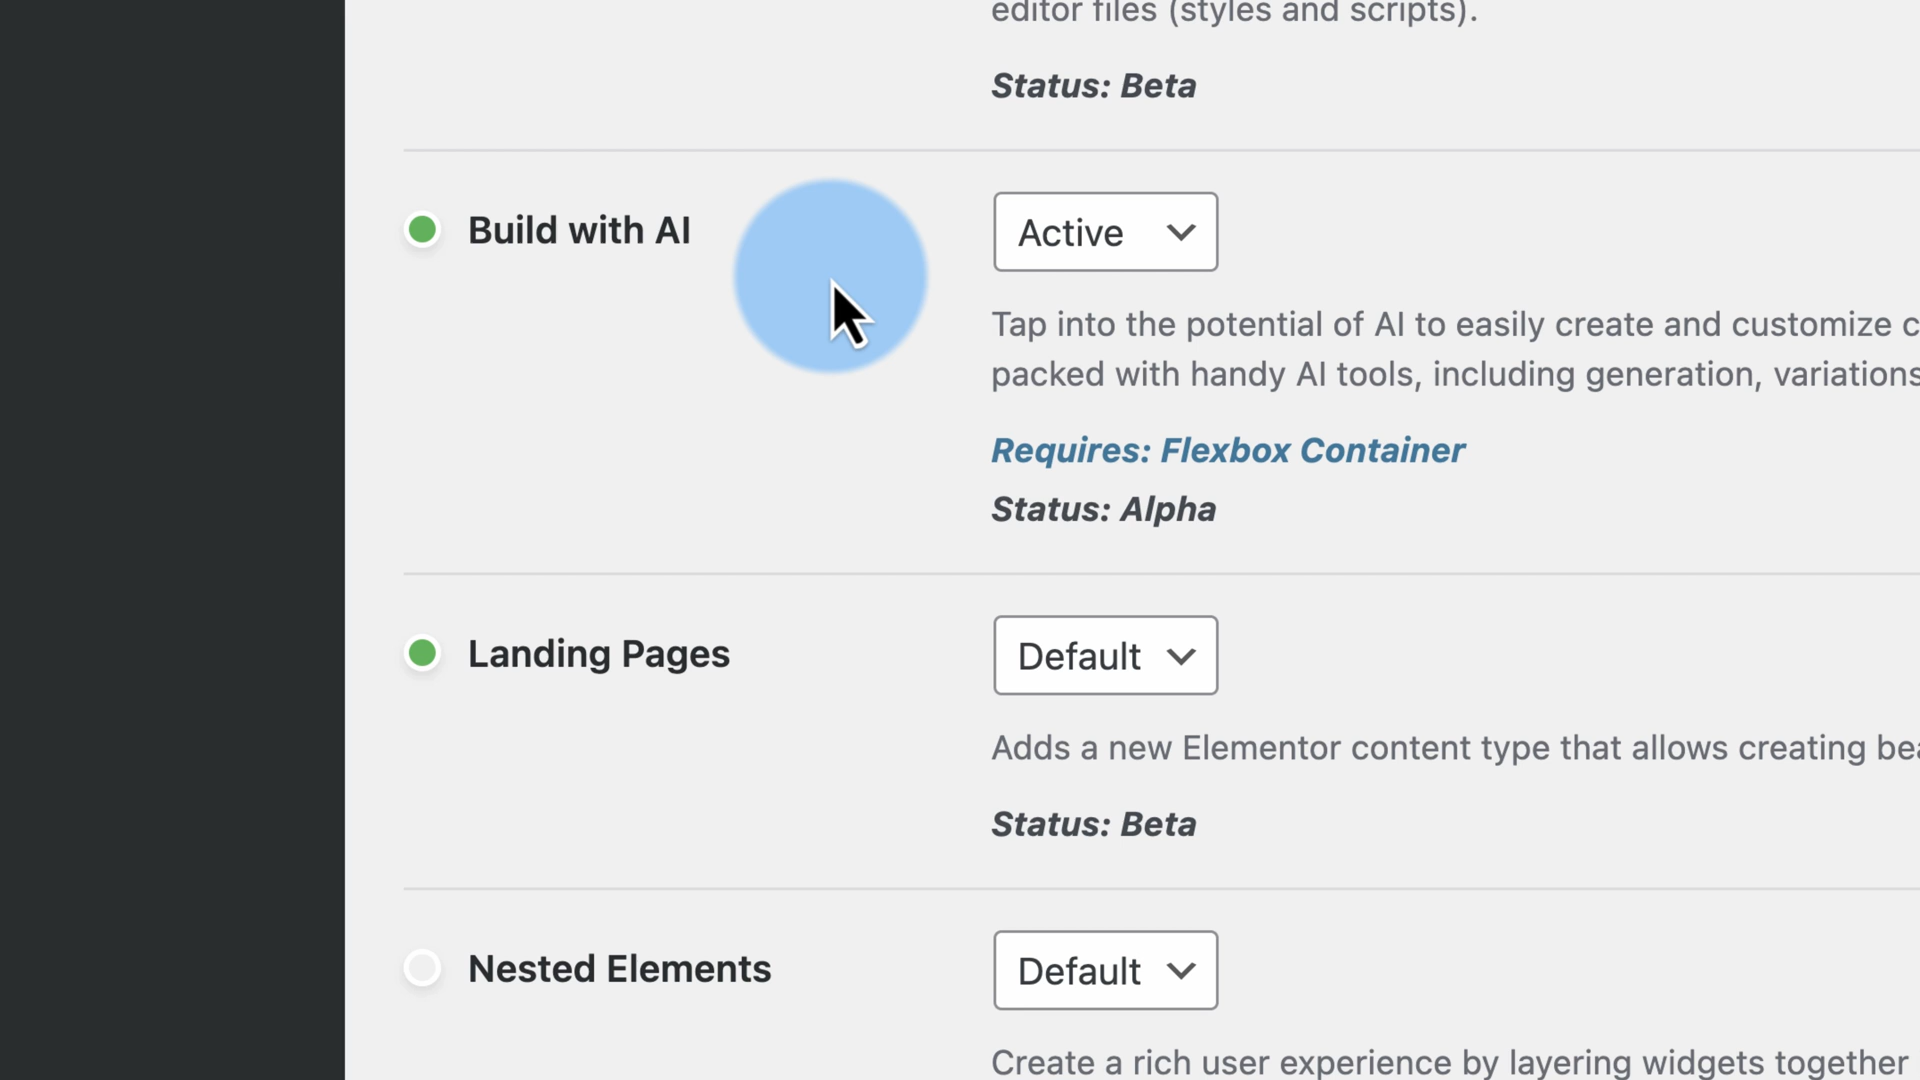 editor files (styles and scripts).
Status: Beta
Build with AI
Active
Tap into the potential of AI to easily create and customize c
packed with handy AI tools, including generation, variations
Requires: Flexbox Container
Status: Alpha
Landing Pages
Default
Adds a new Elementor content type that allows creating bea
Status: Beta
Nested Elements
Default
Create a rich user experience by layering widgets together